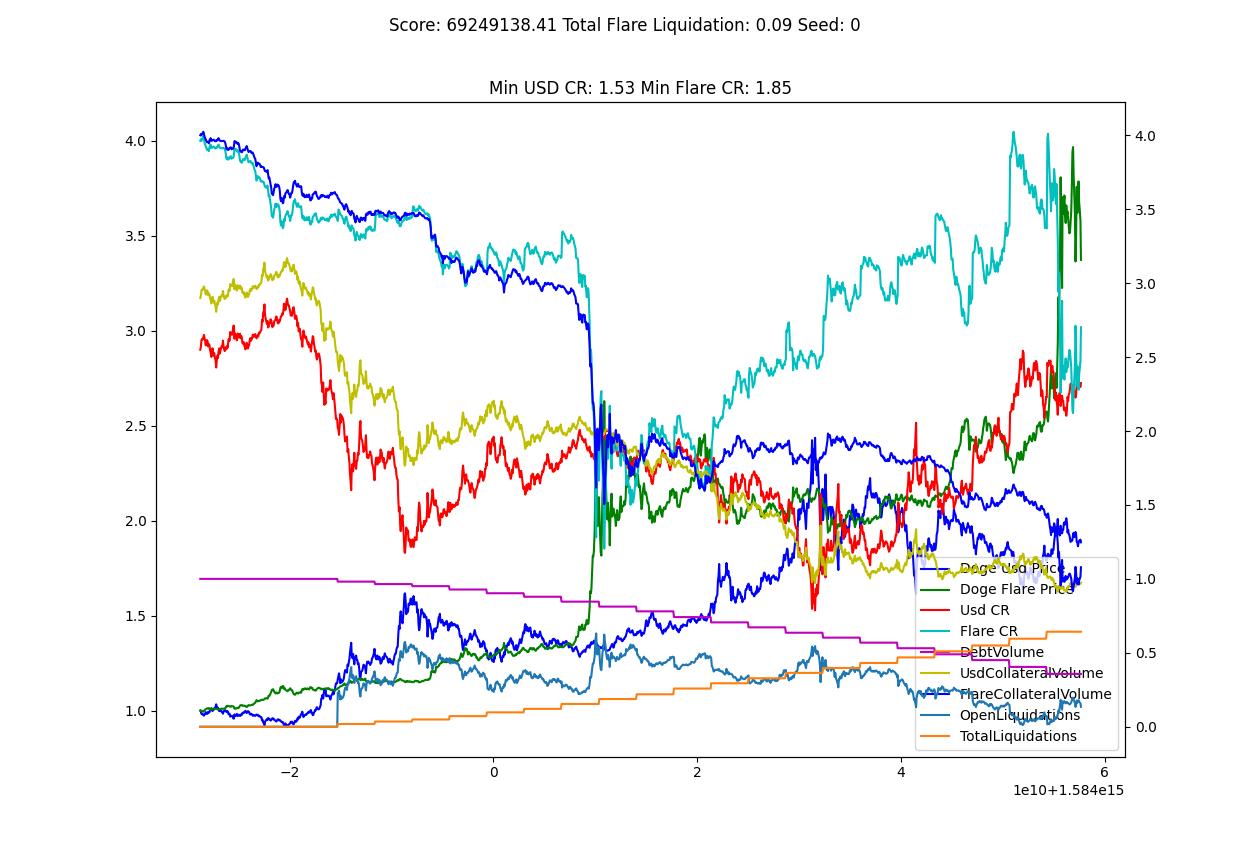 Score: 69249138.41 Total Flare Liquidation: 0.09 Seed: 0
Min USD CR: 1.53 Min Flare CR: 1.85
4.0
3.5
3.0
2.5
2.0
1.5
1.0
4.0
3.5
3.0
2.5
2.0
1.5
1.0
0.5
0.0
Doge Usd Price
Doge Flare Price
Usd CR
Flare CR
DebtVolume
UsdCollateralVolume
FlareCollateralVolume
OpenLiquidations
TotalLiquidations
−2
0
2
4
6
1e10+1.584e15